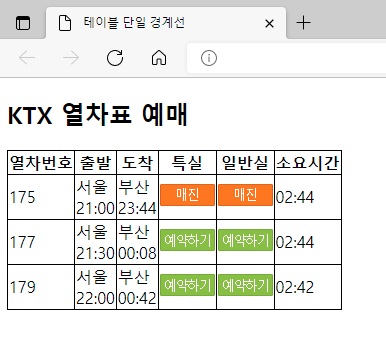 테이블 단일 경계선
KTX 열차표 예매
열차번호 출발 도착 특실 일반실 소요시간
175 서울 부산 매진 매진 02:44
21:00 23:44
177 서울 부산 예약하기 예약하기 02:44
21:30 00:08
179 서울 부산 예약하기 예약하기 02:42
22:00 00:42